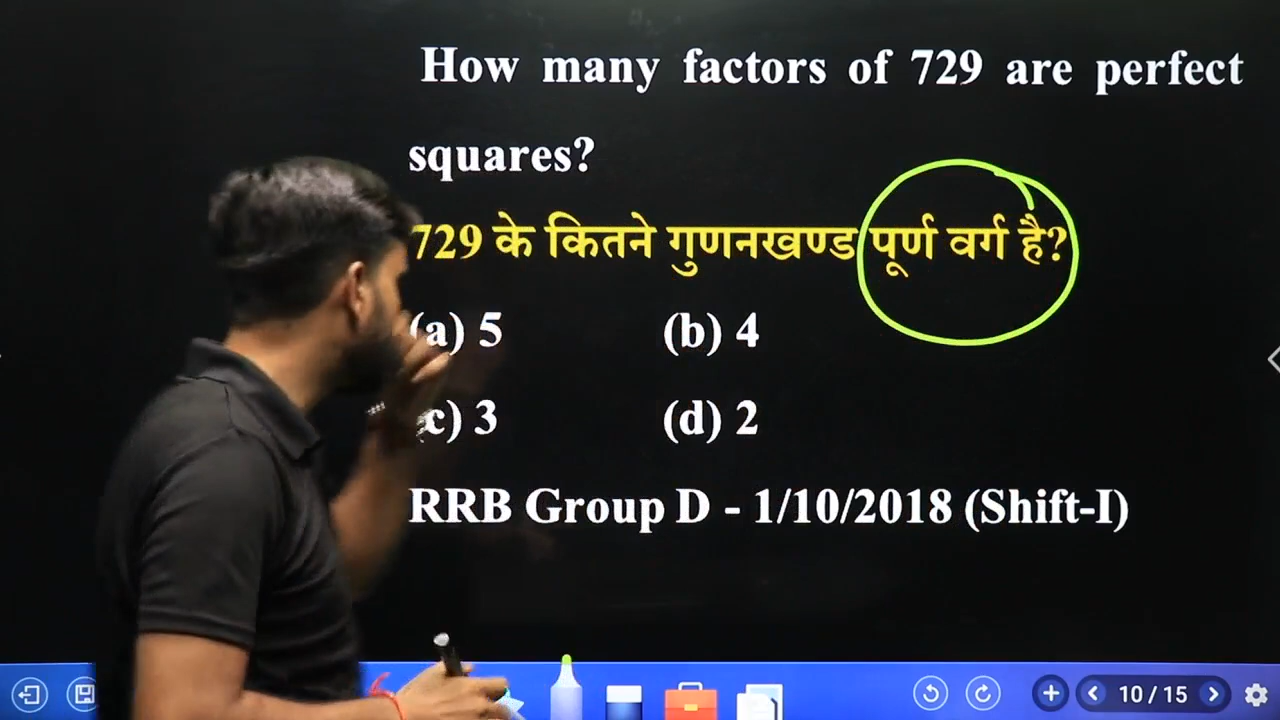 How many factors of 729 are perfect
squares?
729 के कितने गुणनखण्ड पूर्ण वर्ग है?
(a) 5 (b) 4
(c) 3 (d) 2
RRB Group D - 1/10/2018 (Shift-I)
10 / 15